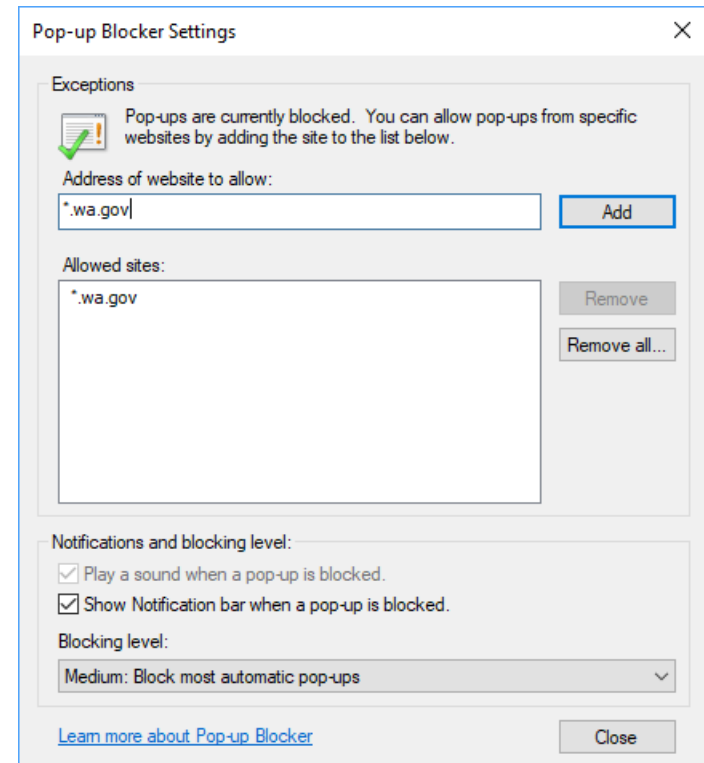 Pop-up Blocker Settings
Exceptions
Pop-ups are currently blocked. You can allow pop-ups from specific
websites by adding the site to the list below.
Address of website to allow:
*.wa.gov
Add
Allowed sites:
*.wa.gov
Remove
Remove all...
Notifications and blocking level:
Play a sound when a pop-up is blocked.
Show Notification bar when a pop-up is blocked.
Blocking level:
Medium: Block most automatic pop-ups
Learn more about Pop-up Blocker
Close